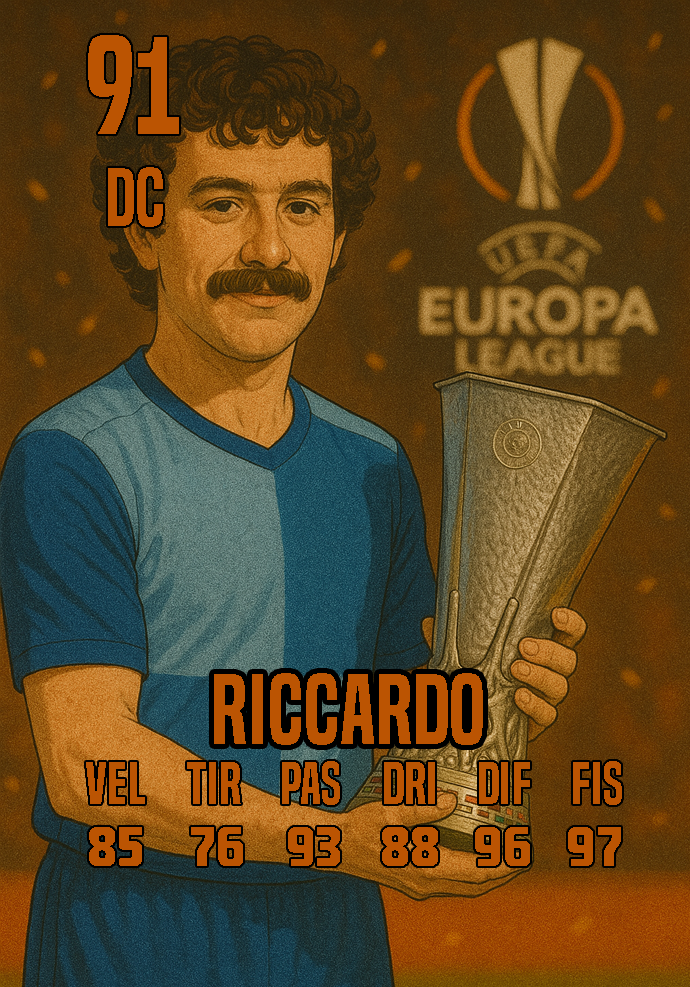 91
DC
UEFA
EUROPA
LEAGUE
RICCARDO
VEL TIR PAS DRI DIF FIS
85 76 93 88 96 97